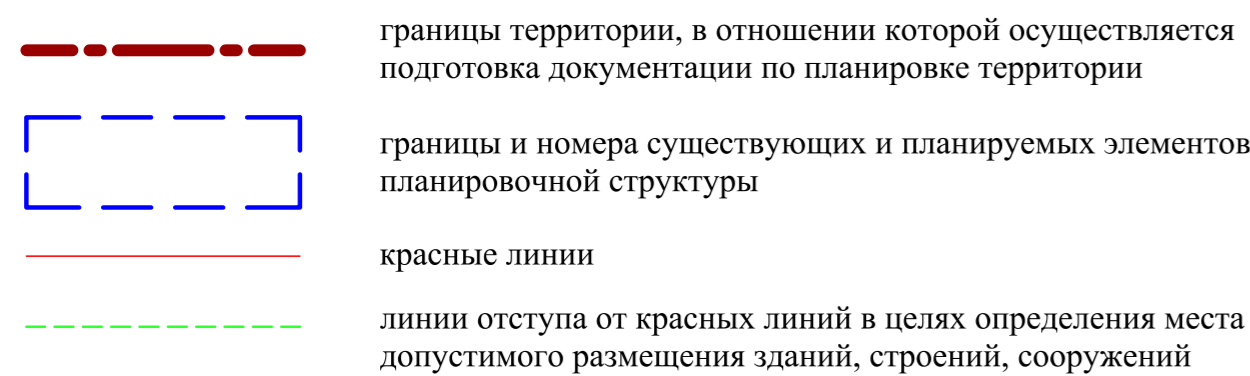 границы территории, в отношении которой осуществляется
подготовка документации по планировке территории
границы и номера существующих и планируемых элементов
планировочной структуры
красные линии
линии отступа от красных линий в целях определения места
допустимого размещения зданий, строений, сооружений